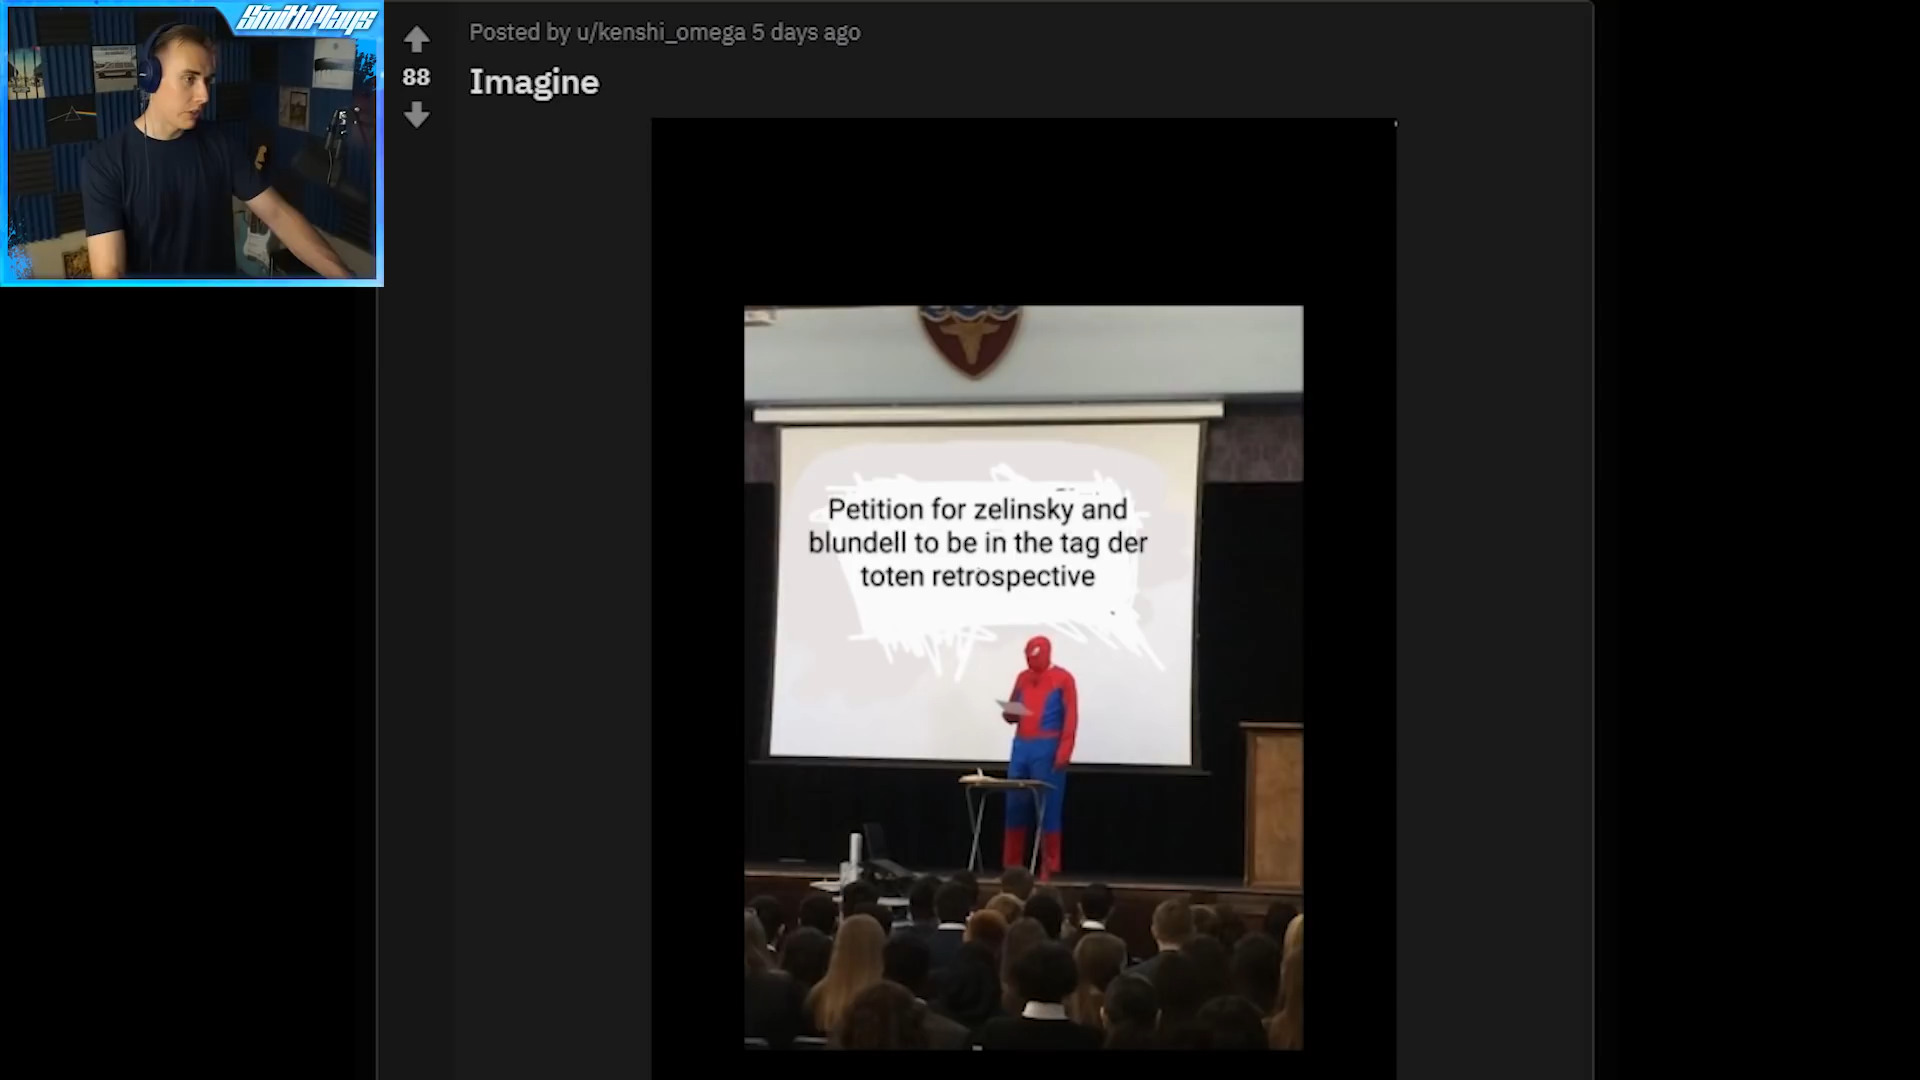 SmithPlays
Posted by u/kenshi_omega 5 days ago
88
Imagine
Petition for zelinsky and
blundell to be in the tag der
toten retrospective